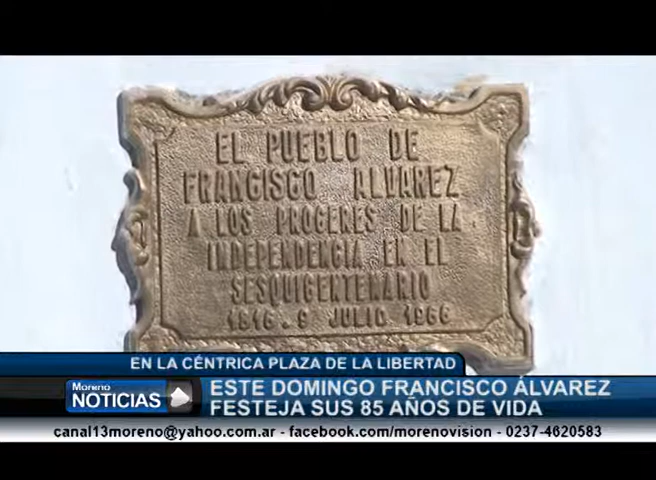 EL PUEBLO DE
FRANCISCO ALVAREZ
A LOS PROCERES DE LA
INDEPENDENCIA EN EL
SESQUICENTENARIO
1816.9 JULIO 1966
EN LA CÉNTRICA PLAZA DE LA LIBERTAD
Moreno
NOTICIAS
ESTE DOMINGO FRANCISCO ÁLVAREZ
FESTEJA SUS 85 AÑOS DE VIDA
canal13moreno@yahoo.com.ar - facebook.com/morenovision - 0237-4620583